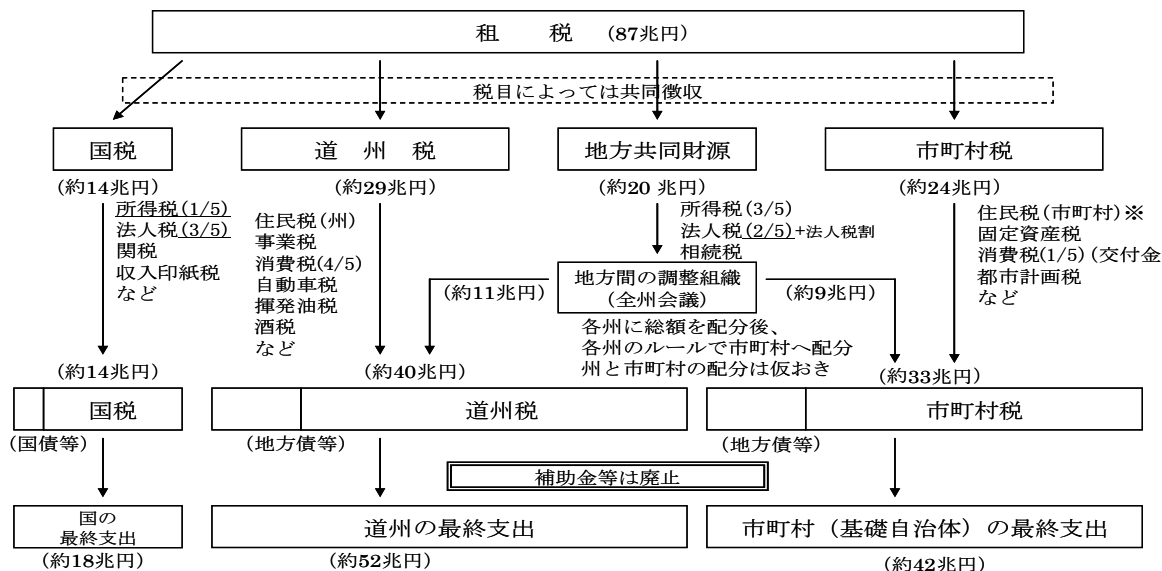 租　　税　(87兆円)
税目によっては共同徴収
国税
道　州　税
地方共同財源
市町村税
(約14兆円)
(約29兆円)
(約20 兆円)
(約24兆円)
所得税(1/5)
法人税(3/5)
関税
収入印紙税
など
住民税(州)
事業税
消費税(4/5)
自動車税
揮発油税
酒税
など
所得税(3/5)
法人税(2/5)+法人税割
相続税
住民税(市町村)※
固定資産税
消費税(1/5)(交付金
都市計画税
など
(約11兆円)
地方間の調整組織
(全州会議)
(約9兆円)
各州に総額を配分後、
各州のルールで市町村へ配分
州と市町村の配分は仮おき
(約14兆円)
(約40兆円)
(約33兆円)
国税
道州税
市町村税
(国債等)
(地方債等)
(地方債等)
補助金等は廃止
国の
最終支出
道州の最終支出
市町村（基礎自治体）の最終支出
(約18兆円)
(約52兆円)
(約42兆円)